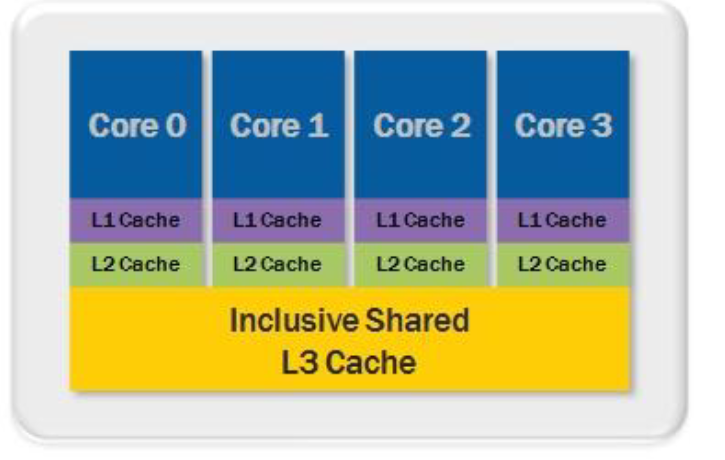 Core 0 Core 1 Core 2 Core 3
L1 Cache L1 Cache L1 Cache L1 Cache
L2 Cache L2 Cache L2 Cache L2 Cache
Inclusive Shared
L3 Cache